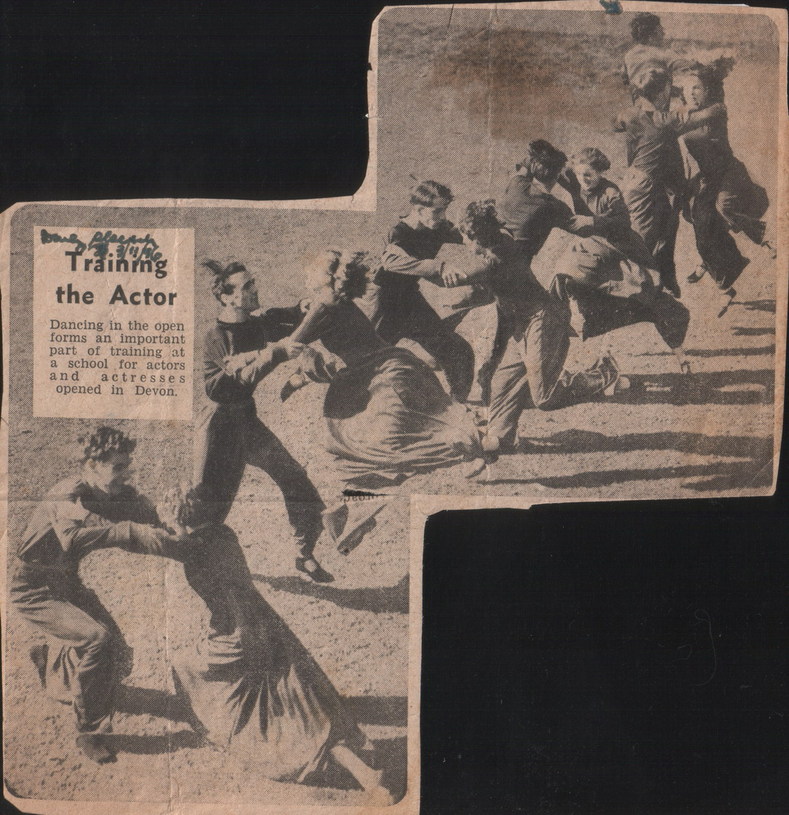 Training
the Actor
Dancing in the open
forms an important
part of training at
a school for actors
and actresses
opened in Devon.